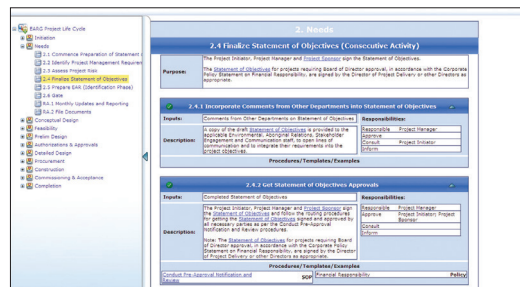 BARG Project Life Cycle
Initiation
Needs
2.1 Commence Preparation of Statement
2.2 Identify Project Management Requiremen
2.3 Assess Project Risk
2.4 Finalize Statement of Objectives
2.5 Prepare EAR (Identification Phase)
2.6 Gate
RA.1 Monthly Updates and Reporting
RA.2 File Documents
Conceptual Design
Feasibility
Prelim Design
Authorizations & Approvals
Detailed Design
Procurement
Construction
Commissioning & Acceptance
Completion
2. Needs
2.4 Finalize Statement of Objectives (Consecutive Activity)
Purpose:
The Project Initiator, Project Manager and Project Sponsor sign the Statement of Objectives.
The Statement of Objectives for projects requiring Board of Director approval, in accordance with the Corporate
Policy Statement on Financial Responsibility, are signed by the Director of Project Delivery or other Directors as
appropriate.
2.4.1 Incorporate Comments from Other Departments into Statement of Objectives
Inputs: Comments from Other Departments on Statement of Objectives
Responsibilities:
Description:
A copy of the draft Statement of Objectives is provided to the
applicable Environmental, Aboriginal Relations, Stakeholder
Engagement and Communication staff, to open lines of
communication and to integrate their requirements into the
project objectives.
Responsible Project Manager
Approve
Consult Project Initiator
Inform
Procedures/Templates/Examples
2.4.2 Get Statement of Objectives Approvals
Inputs: Completed Statement of Objectives
Responsibilities:
Description:
The Project Initiator, Project Manager and Project Sponsor sign
the Statement of Objectives and follow the routing procedures
for getting the Statement of Objectives signed and approved by
all necessary parties as per the Conduct Pre-Approval
Notification and Review procedures.
Note: The Statement of Objectives for projects requiring Board
of Director approval, in accordance with the Corporate Policy
Statement on Financial Responsibility, are signed by the Director
of Project Delivery or other Directors as appropriate.
Responsible Project Manager
Approve Project Initiator; Project
Sponsor
Consult
Inform
Procedures/Templates/Examples
Conduct Pre-Approval Notification and
Review SOP
Financial Responsibility Policy